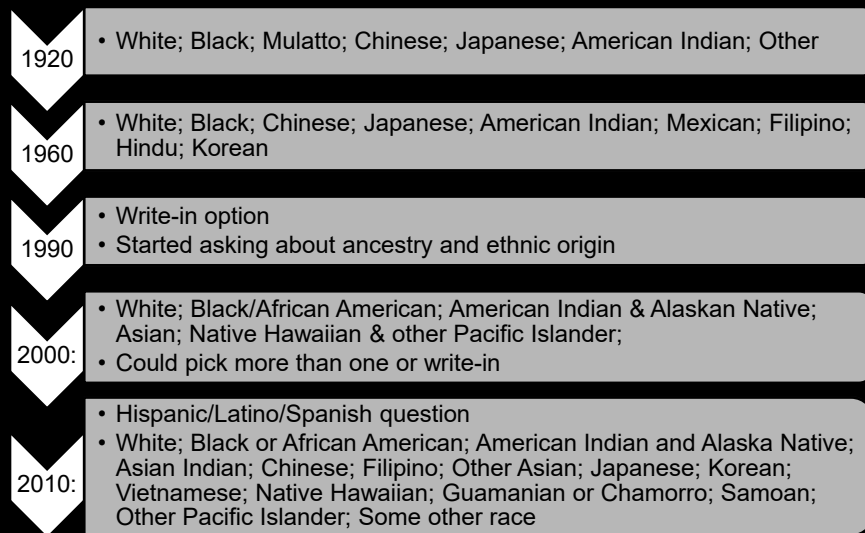 1920
• White; Black; Mulatto; Chinese; Japanese; American Indian; Other
1960
• White; Black; Chinese; Japanese; American Indian; Mexican; Filipino;
Hindu; Korean
1990
• Write-in option
• Started asking about ancestry and ethnic origin
2000:
• White; Black/African American; American Indian & Alaskan Native;
Asian; Native Hawaiian & other Pacific Islander;
• Could pick more than one or write-in
2010:
• Hispanic/Latino/Spanish question
• White; Black or African American; American Indian and Alaska Native;
Asian Indian; Chinese; Filipino; Other Asian; Japanese; Korean;
Vietnamese; Native Hawaiian; Guamanian or Chamorro; Samoan;
Other Pacific Islander; Some other race